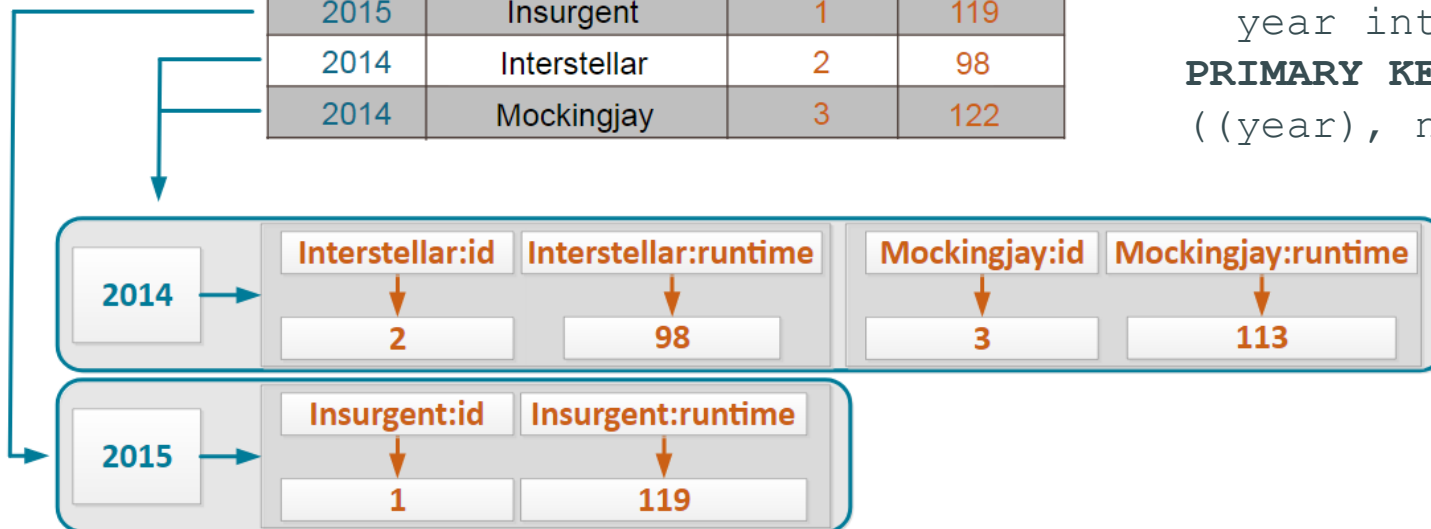 2015 Insurgent 1 119
2014 Interstellar 2 98
2014 Mockingjay 3 122
year int
PRIMARY KE
((year), n
Interstellar:id Interstellar:runtime Mockingjay:id Mockingjay:runtime
2014
2 98 3 113
Insurgent:id Insurgent:runtime
2015
1 119